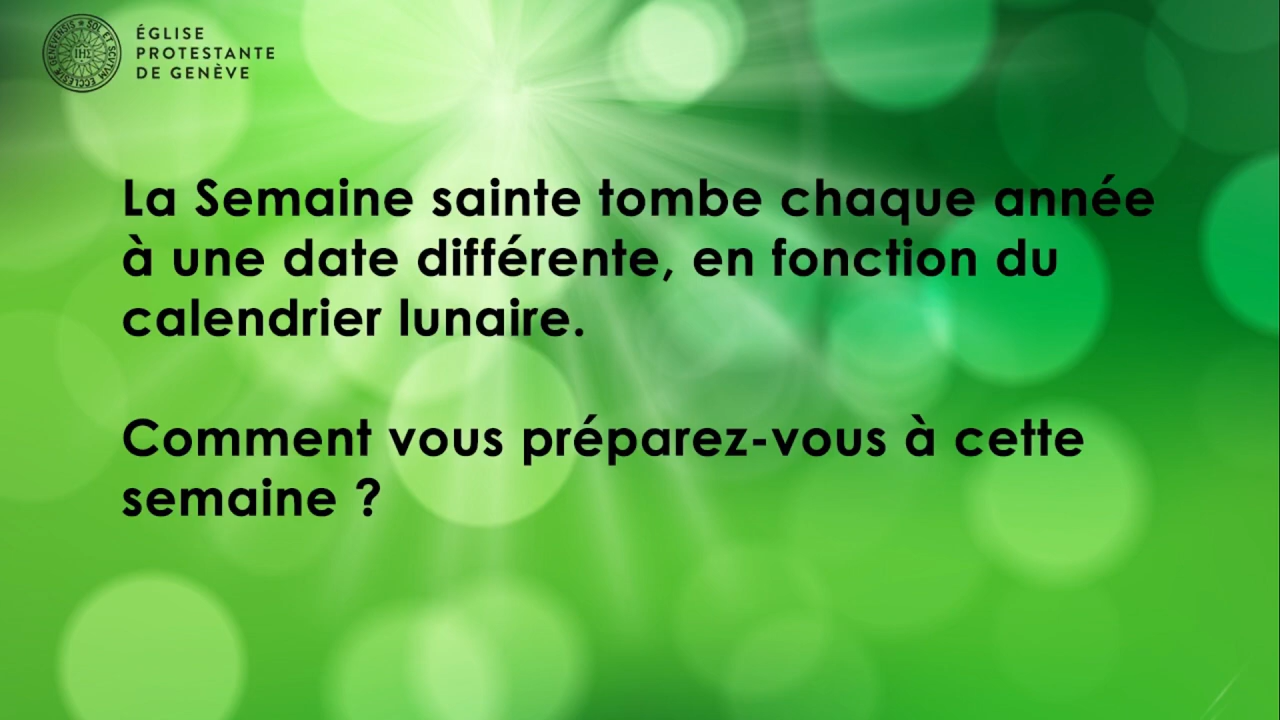 ÉGLISE
PROTESTANTE
DE GENÈVE
La Semaine sainte tombe chaque année
à une date différente, en fonction du
calendrier lunaire.
Comment vous préparez-vous à cette
semaine ?